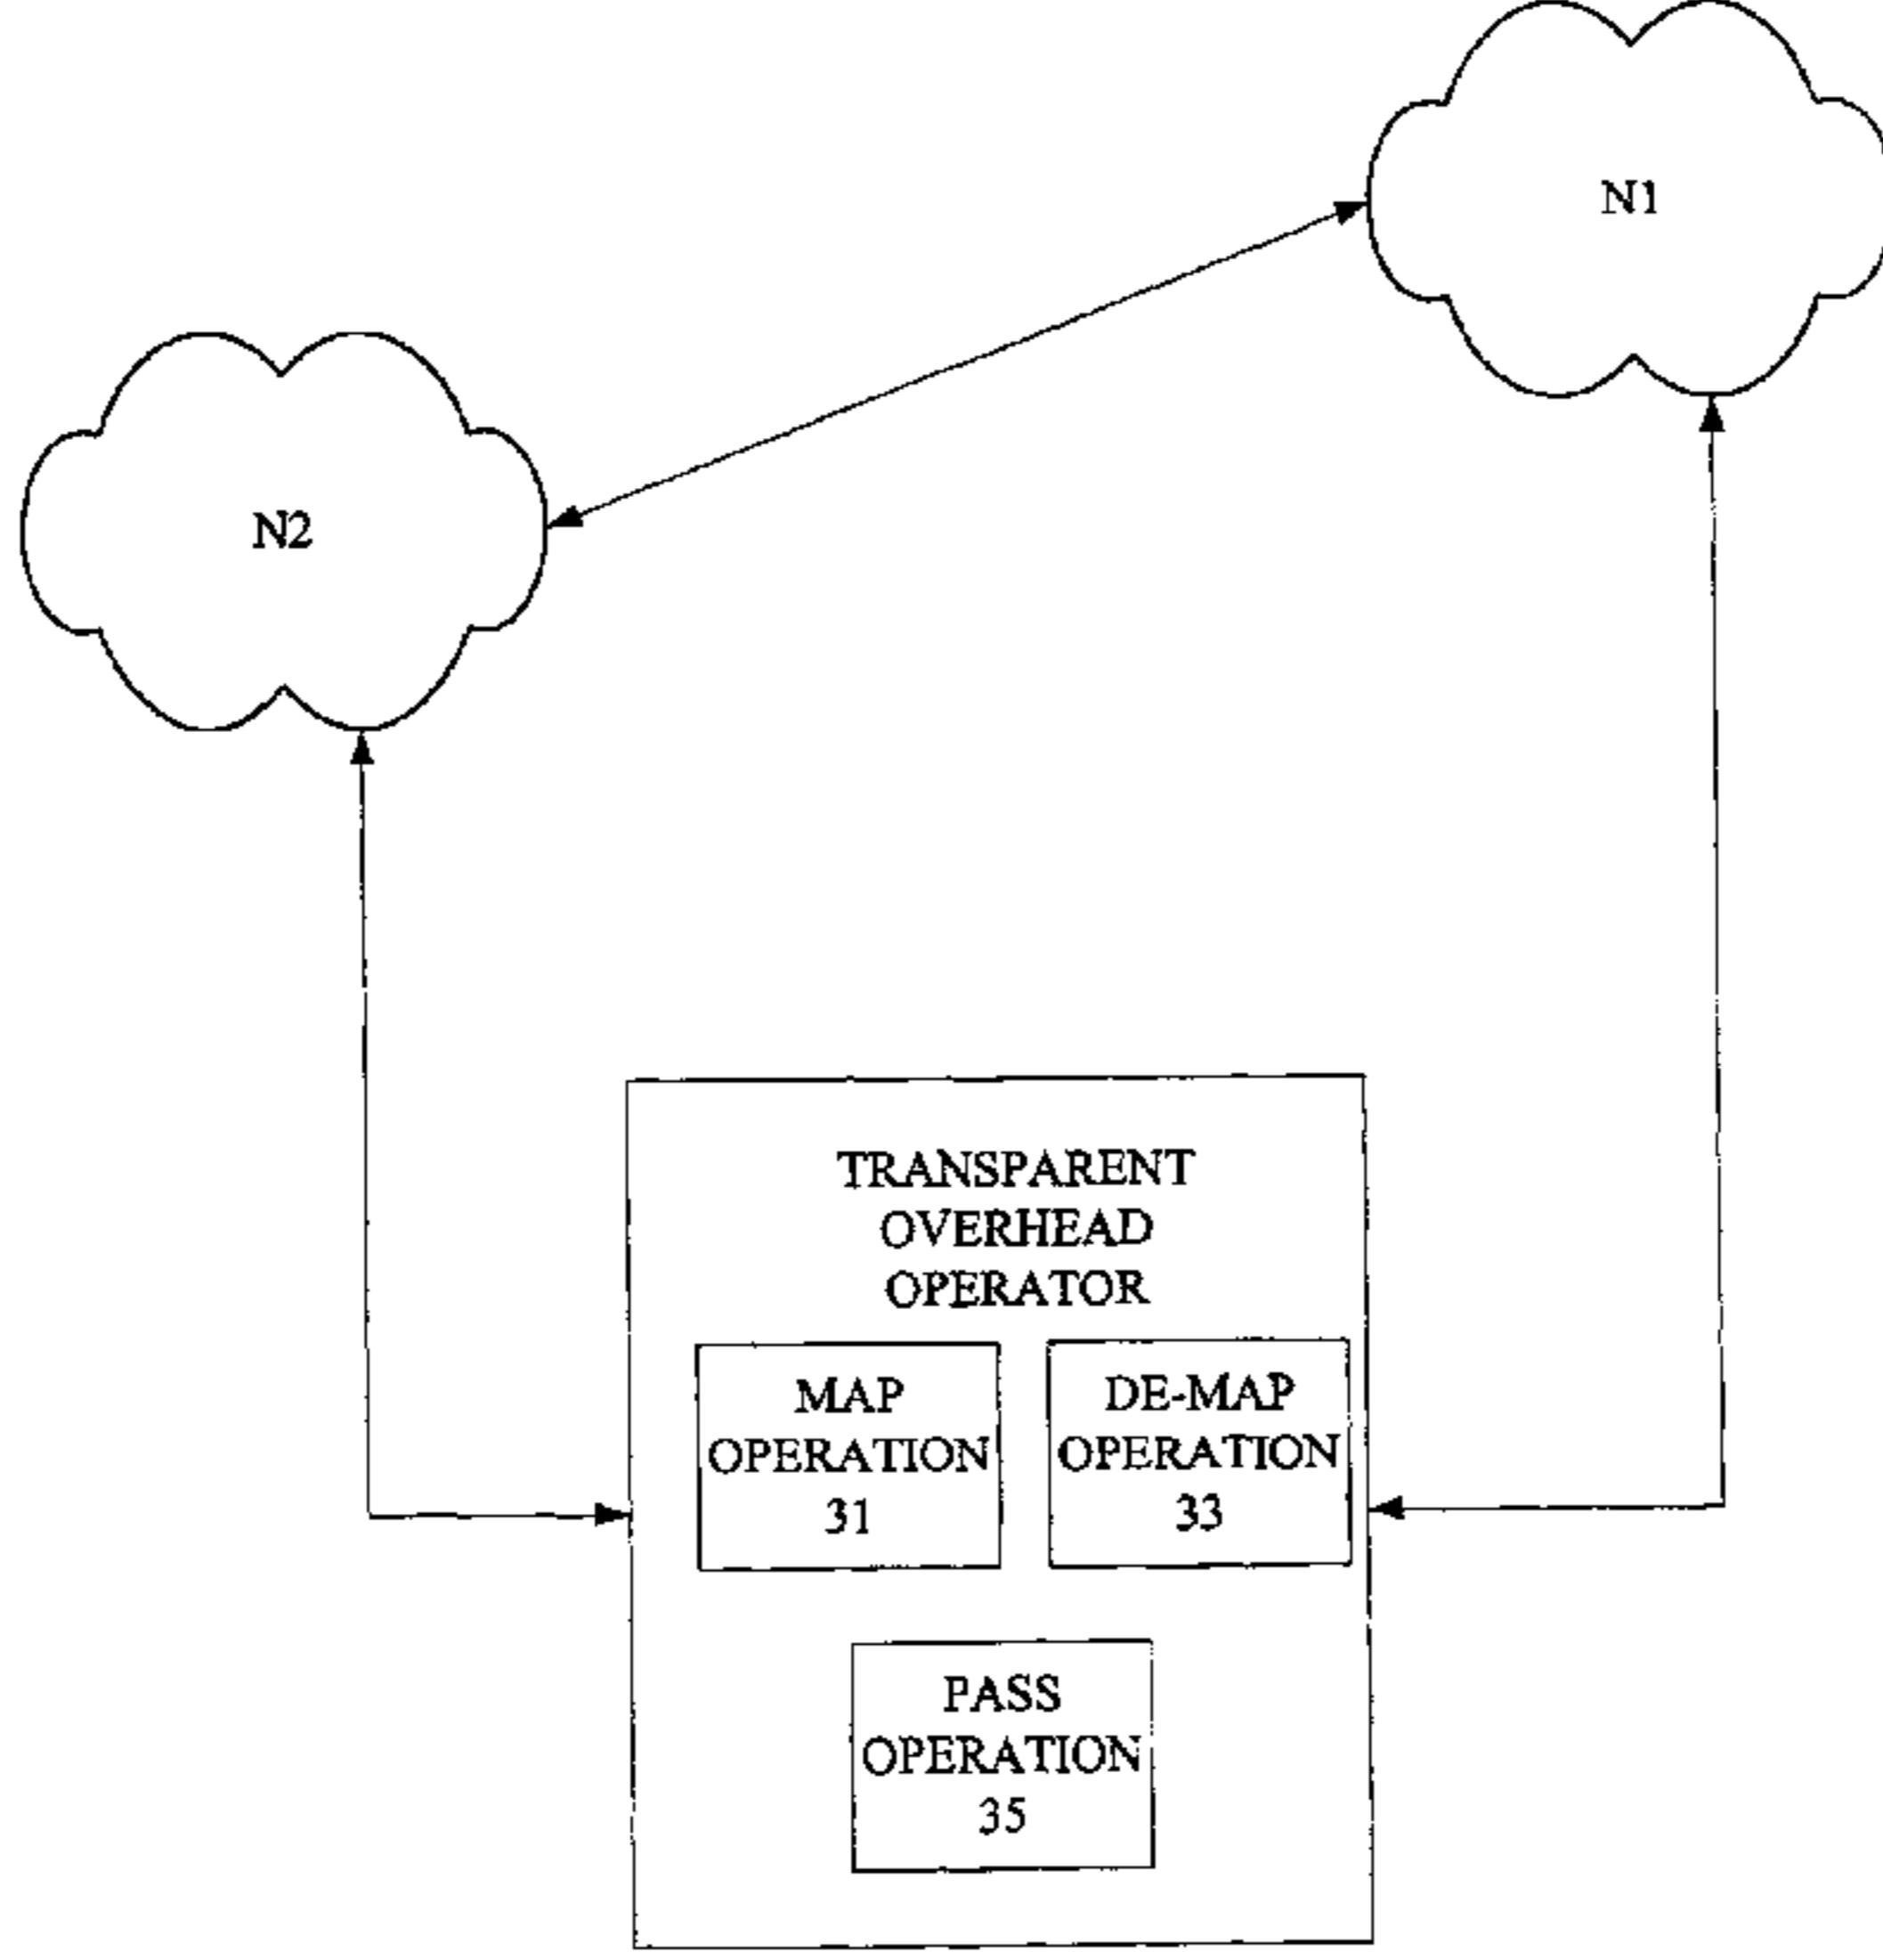 N1
N2
TRANSPARENT
OVERHEAD
OPERATOR
MAP
OPERATION
31
DE-MAP
OPERATION
33
PASS
OPERATION
35